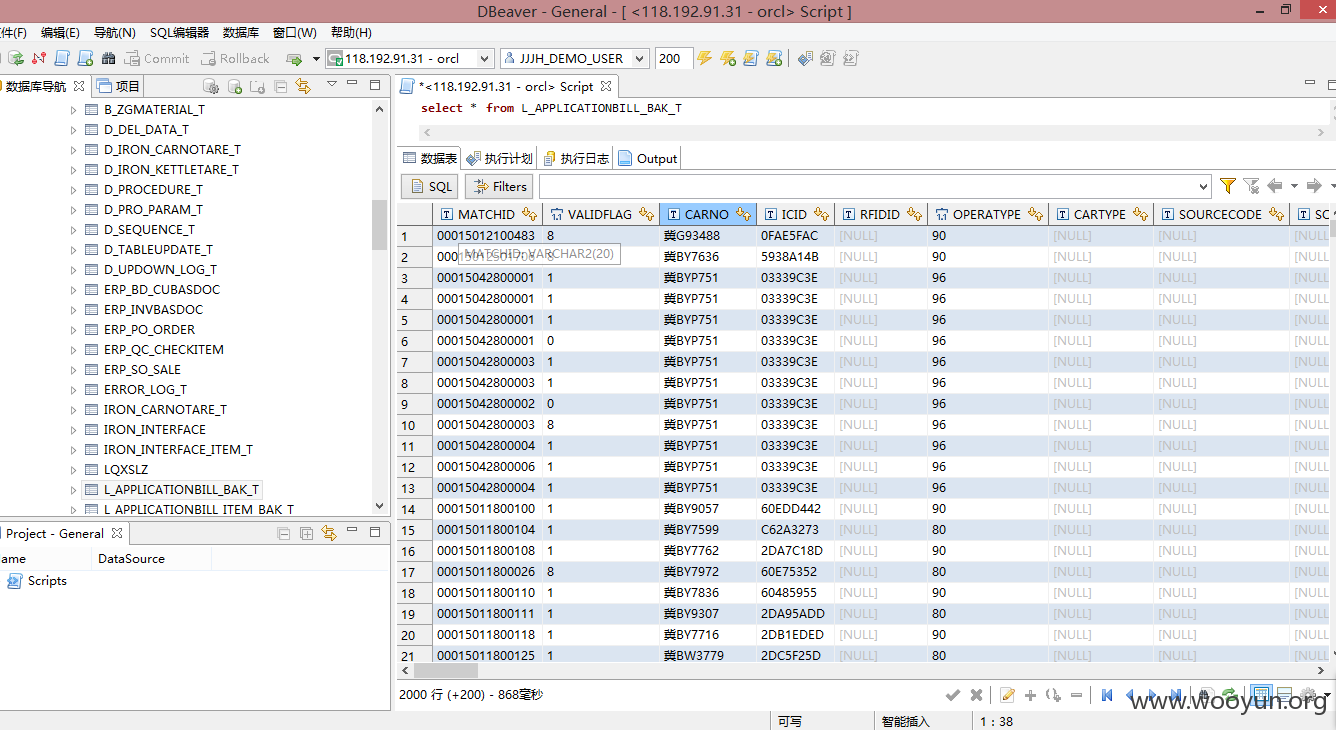 DBeaver - General - [ <118.192.91.31 - orcl> Script ]
件(F) 编辑(E) 导航(N) SQL编辑器 数据库 窗口(W) 帮助(H)
Commit Rollback 118.192.91.31 - orcl JJJH_DEMO_USER 200
数据库导航 项目
*<118.192.91.31 - orcl> Script
select * from L_APPLICATIONBILL_BAK_T
B_ZGMATERIAL_T
D_DEL_DATA_T
D_IRON_CARNOTARE_T
D_IRON_KETTLETARE_T
D_PROCEDURE_T
D_PRO_PARAM_T
D_SEQUENCE_T
D_TABLEUPDATE_T
D_UPDOWN_LOG_T
ERP_BD_CUBASDOC
ERP_INVBASDOC
ERP_PO_ORDER
ERP_QC_CHECKITEM
ERP_SO_SALE
ERROR_LOG_T
IRON_CARNOTARE_T
IRON_INTERFACE
IRON_INTERFACE_ITEM_T
LQXSLZ
L_APPLICATIONBILL_BAK_T
L_APPLICATIONBILL_ITEM_BAK_T
Project - General
ame DataSource
Scripts
数据表 执行计划 执行日志 Output
SQL Filters
MATCHID VALIDFLAG CARNO ICID RFIDID OPERATYPE CARTYPE SOURCECODE SC
1 00015012100483 8 冀G93488 0FAE5FAC [NULL] 90 [NULL] [NULL] [NULL
MATCHID: VARCHAR2(20)
2 冀BY7636 5938A14B [NULL] 90 [NULL] [NULL] [NULL
3 00015042800001 1 冀BYP751 03339C3E [NULL] 96 [NULL] [NULL] [NULL
4 00015042800001 1 冀BYP751 03339C3E [NULL] 96 [NULL] [NULL] [NULL
5 00015042800001 1 冀BYP751 03339C3E [NULL] 96 [NULL] [NULL] [NULL
6 00015042800001 0 冀BYP751 03339C3E [NULL] 96 [NULL] [NULL] [NULL
7 00015042800003 1 冀BYP751 03339C3E [NULL] 96 [NULL] [NULL] [NULL
8 00015042800003 1 冀BYP751 03339C3E [NULL] 96 [NULL] [NULL] [NULL
9 00015042800002 0 冀BYP751 03339C3E [NULL] 96 [NULL] [NULL] [NULL
10 00015042800003 8 冀BYP751 03339C3E [NULL] 96 [NULL] [NULL] [NULL
11 00015042800004 1 冀BYP751 03339C3E [NULL] 96 [NULL] [NULL] [NULL
12 00015042800006 1 冀BYP751 03339C3E [NULL] 96 [NULL] [NULL] [NULL
13 00015042800004 1 冀BYP751 03339C3E [NULL] 96 [NULL] [NULL] [NULL
14 00015011800100 1 冀BY9057 60EDD442 [NULL] 90 [NULL] [NULL] [NULL
15 00015011800104 1 冀BY7599 C62A3273 [NULL] 80 [NULL] [NULL] [NULL
16 00015011800108 1 冀BY7762 2DA7C18D [NULL] 90 [NULL] [NULL] [NULL
17 00015011800026 8 冀BY7972 60E75352 [NULL] 80 [NULL] [NULL] [NULL
18 00015011800110 1 冀BY7836 60485955 [NULL] 90 [NULL] [NULL] [NULL
19 00015011800111 1 冀BY9307 2DA95ADD [NULL] 80 [NULL] [NULL] [NULL
20 00015011800118 1 冀BY7716 2DB1EDED [NULL] 90 [NULL] [NULL] [NULL
21 00015011800125 1 冀BW3779 2DC5F25D [NULL] 80 [NULL] [NULL] [NULL
2000 行 (+200) - 868毫秒
www.wooyun.org
可写 智能插入 1 : 38